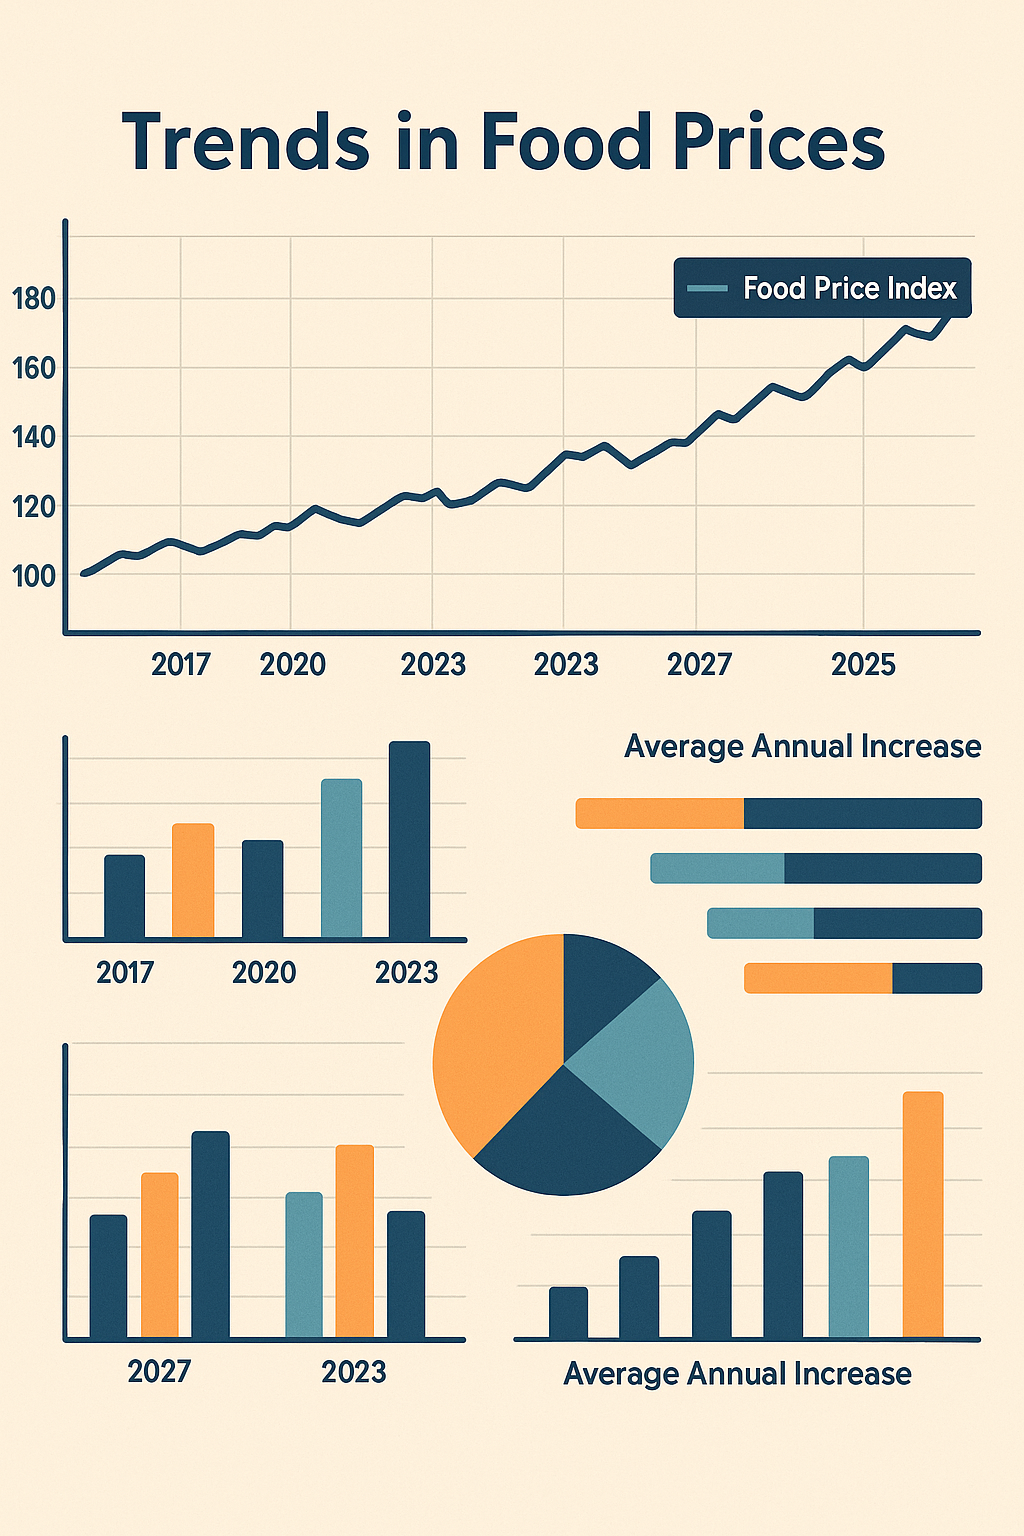 Trends in Food Prices
Food Price Index
180
160
140
120
100
2017 2020 2023 2023 2027 2025
Average Annual Increase
2017 2020 2023
2027 2023
Average Annual Increase